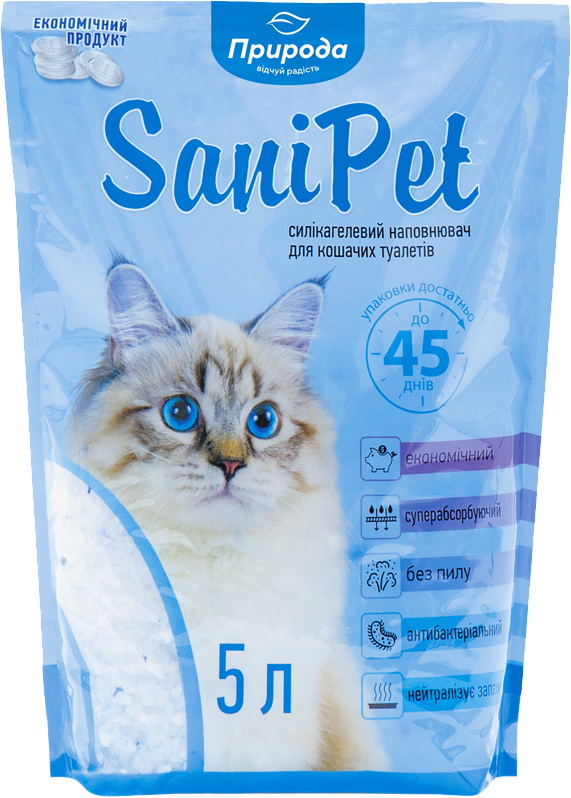 ЕКОНОМІЧНИЙ
ПРОДУКТ
Природа
відчуй радість
SaniPet
силікагелевий наповнювач
для кошачих туалетів
упаковки достатньо
до
45
днів
економічний
суперабсорбуючий
без пилу
антибактеріальний
нейтралізує
5 л